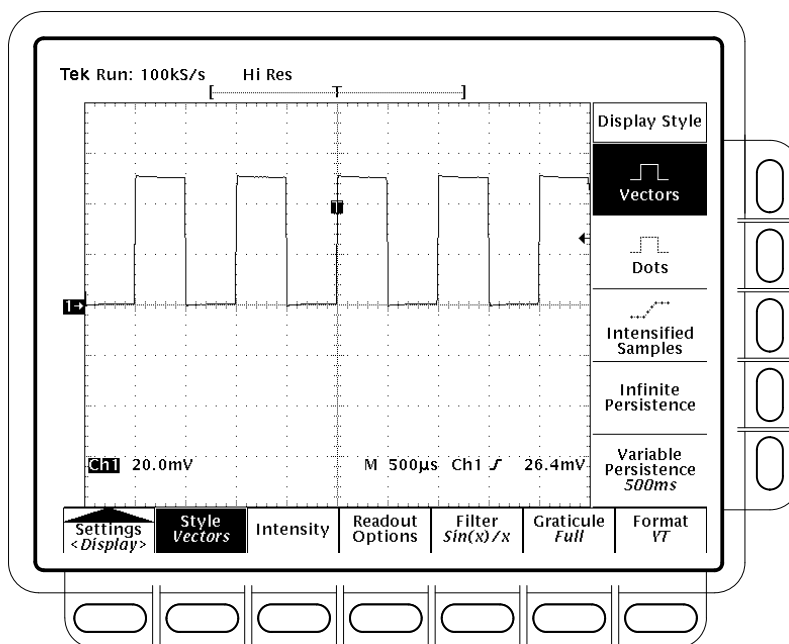 Tek Run: 100kS/s Hi Res
[ T ]
Display Style
Vectors
T
Dots
1→
Intensified
Samples
Infinite
Persistence
Ch1 20.0mV M 500µs Ch1 26.4mV
Variable
Persistence
500ms
Settings
<Display>
Style
Vectors
Intensity
Readout
Options
Filter
Sin(x)/x
Graticule
Full
Format
YT